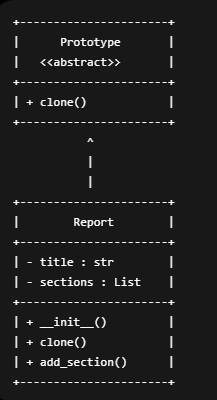 +----------------------+
|      Prototype       |
|   <<abstract>>       |
+----------------------+
| + clone()            |
+----------------------+
           ^
           |
           |
+----------------------+
|        Report        |
+----------------------+
| - title : str        |
| - sections : List    |
+----------------------+
| + __init__()         |
| + clone()            |
| + add_section()      |
+----------------------+